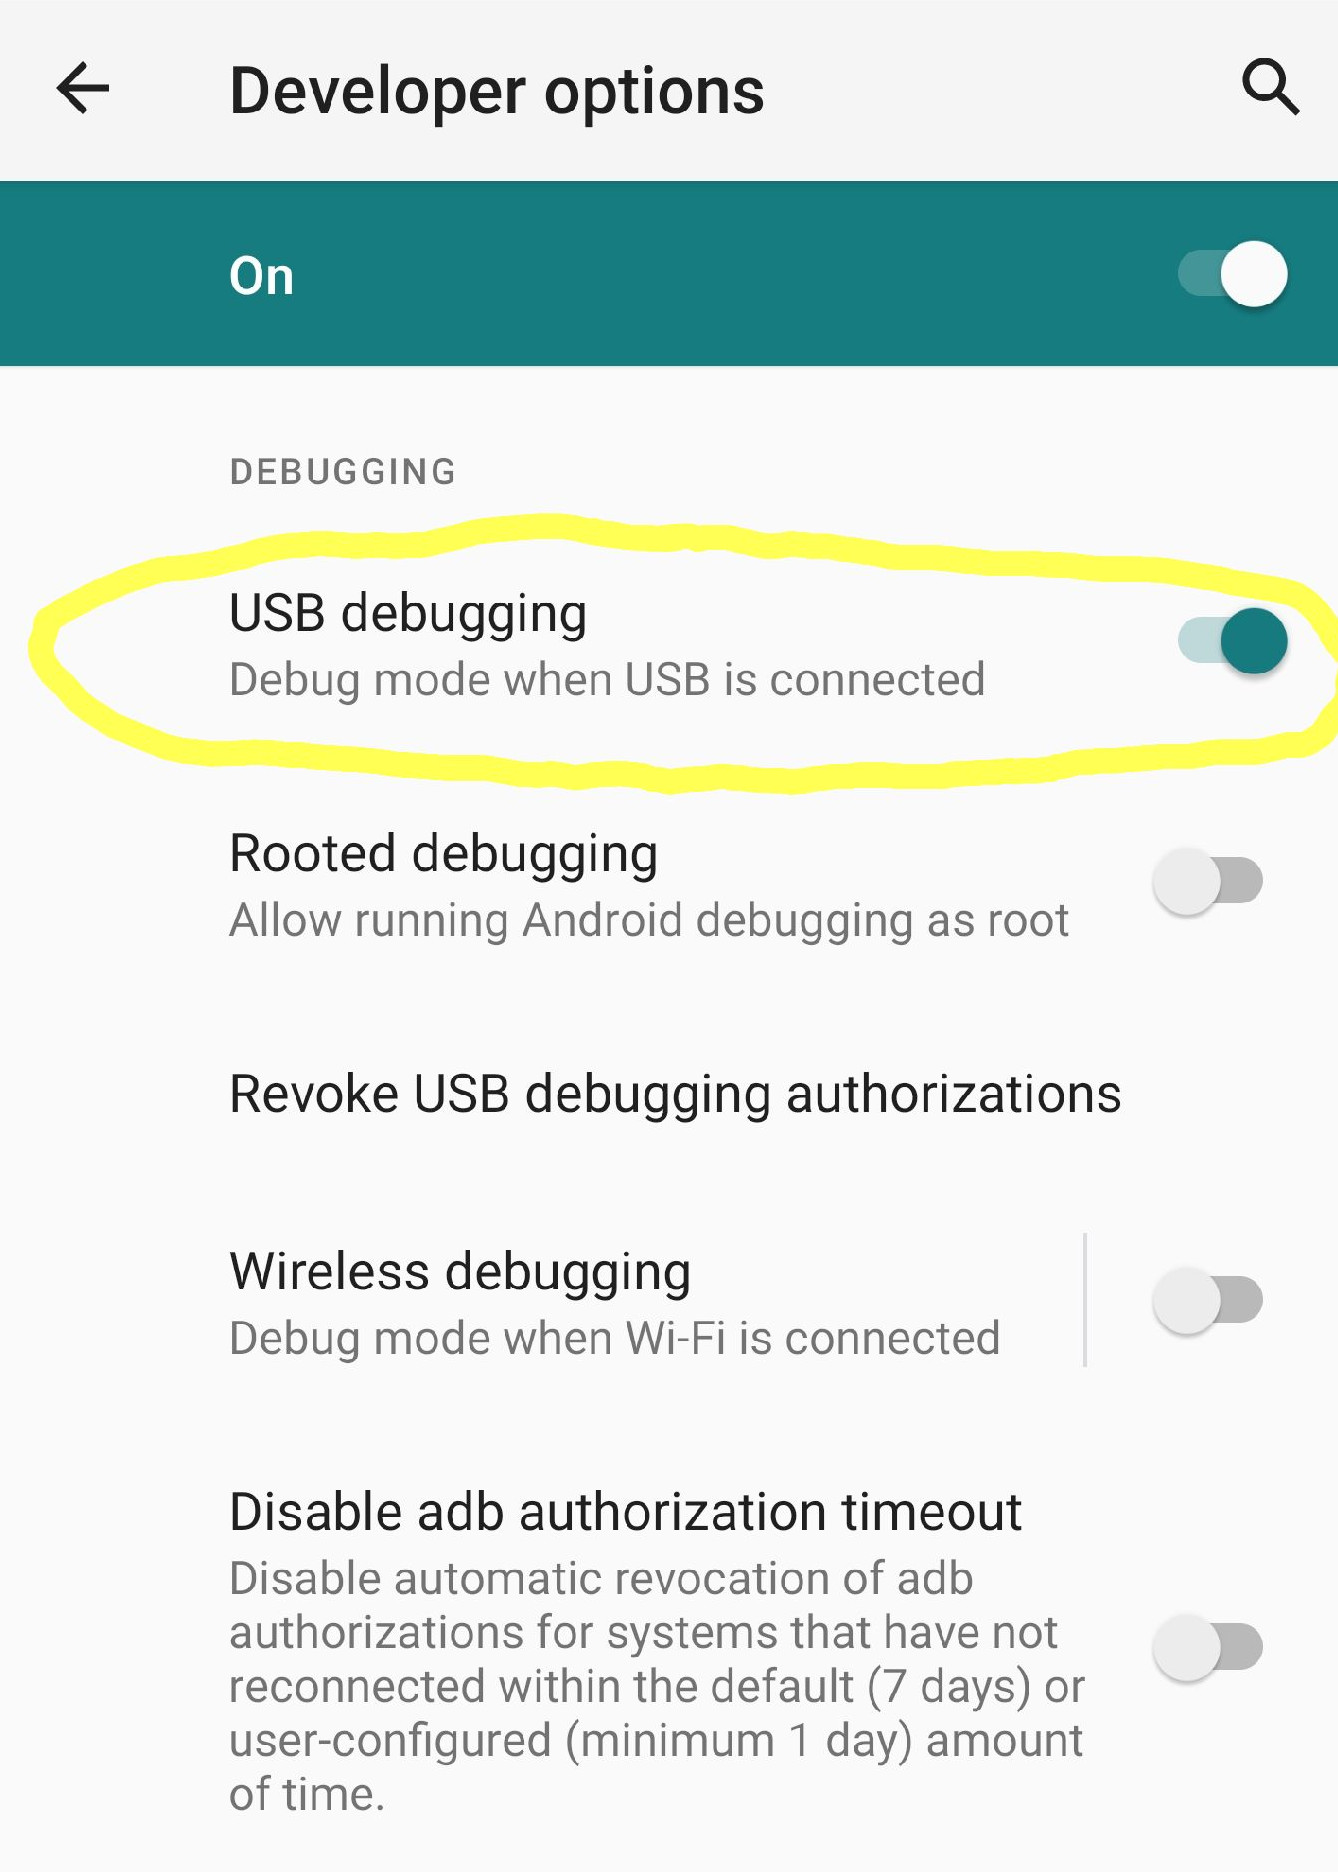 Developer options
On
DEBUGGING
USB debugging
Debug mode when USB is connected
Rooted debugging
Allow running Android debugging as root
Revoke USB debugging authorizations
Wireless debugging
Debug mode when Wi-Fi is connected
Disable adb authorization timeout
Disable automatic revocation of adb
authorizations for systems that have not
reconnected within the default (7 days) or
user-configured (minimum 1 day) amount
of time.